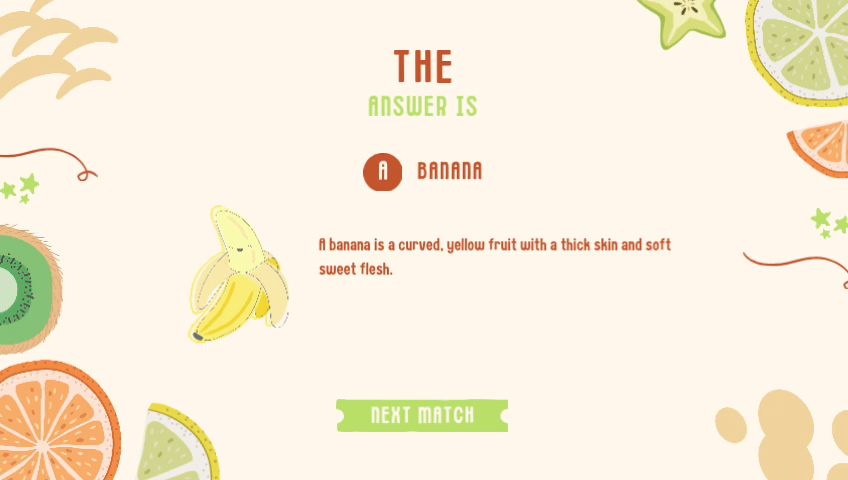 THE
ANSWER IS
A BANANA
A banana is a curved, yellow fruit with a thick skin and soft
sweet flesh.
NEXT MATCH